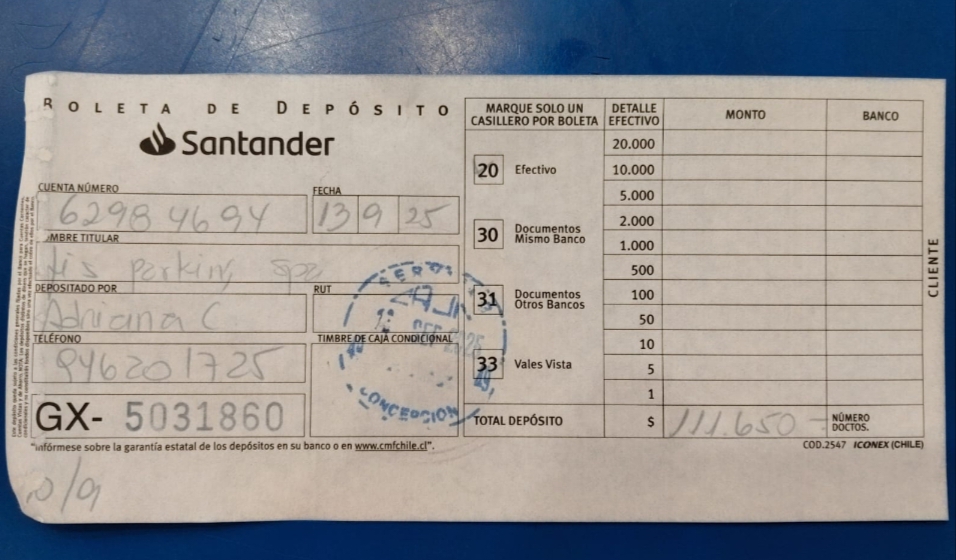 BOLETA DE DEPÓSITO
Santander
CUENTA NÚMERO
62984694
FECHA
13 9 25
NOMBRE TITULAR
parkin, spa
DEPOSITADO POR
Adriana C
RUT
TELÉFONO
946201725
TIMBRE DE CAJA CONDICIONAL
CONCEPCION
GX- 5031860
"Infórmese sobre la garantía estatal de los depósitos en su banco o en www.cmfchile.cl".
MARQUE SOLO UN CASILLERO POR BOLETA
20 Efectivo
30 Documentos Mismo Banco
31 Documentos Otros Bancos
33 Vales Vista
DETALLE EFECTIVO
MONTO
BANCO
20.000
10.000
5.000
2.000
1.000
500
100
50
10
5
1
TOTAL DEPÓSITO $ 111.650-
NÚMERO DOCTOS.
COD.2547 ICONEX (CHILE)
CLIENTE